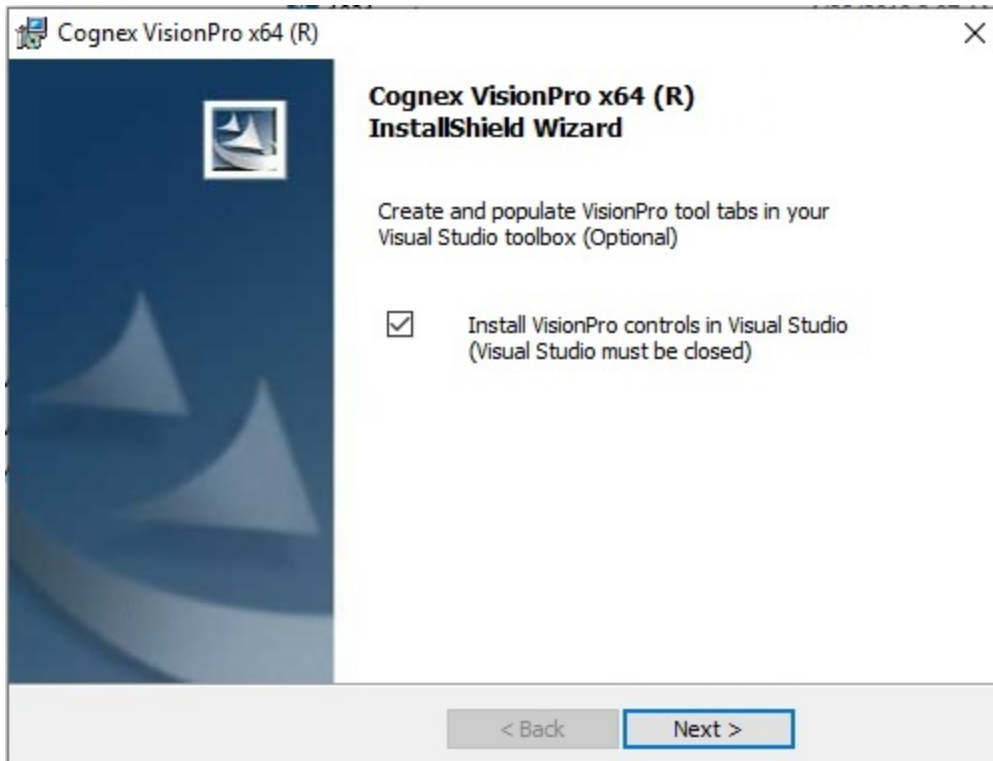 Cognex VisionPro x64 (R)
Cognex VisionPro x64 (R)
InstallShield Wizard
Create and populate VisionPro tool tabs in your
Visual Studio toolbox (Optional)
Install VisionPro controls in Visual Studio
(Visual Studio must be closed)
< Back
Next >